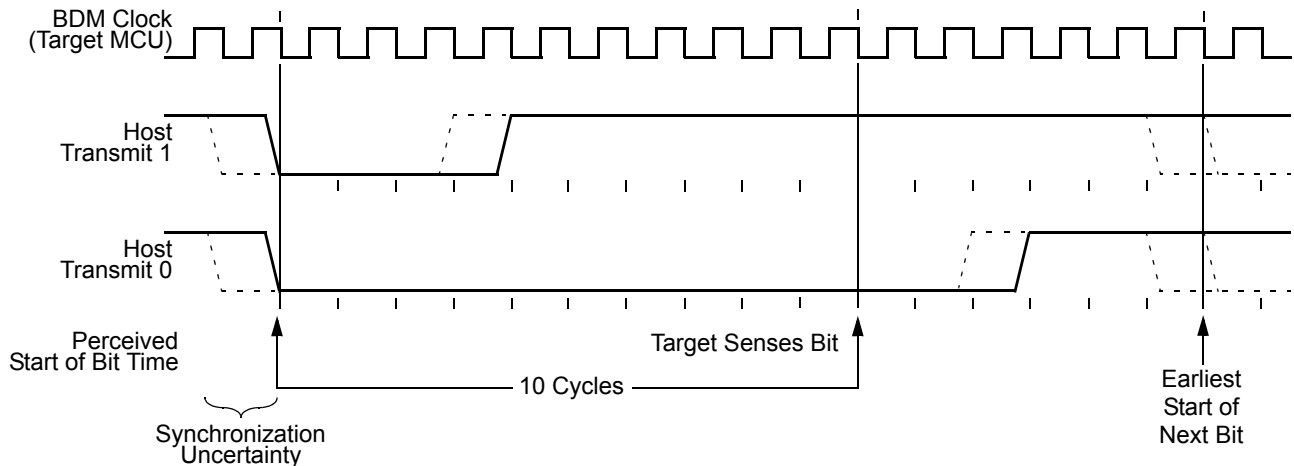 BDM Clock
(Target MCU)
Host
Transmit 1
Host
Transmit 0
Perceived
Start of Bit Time
Target Senses Bit
10 Cycles
Earliest
Start of
Next Bit
Synchronization
Uncertainty